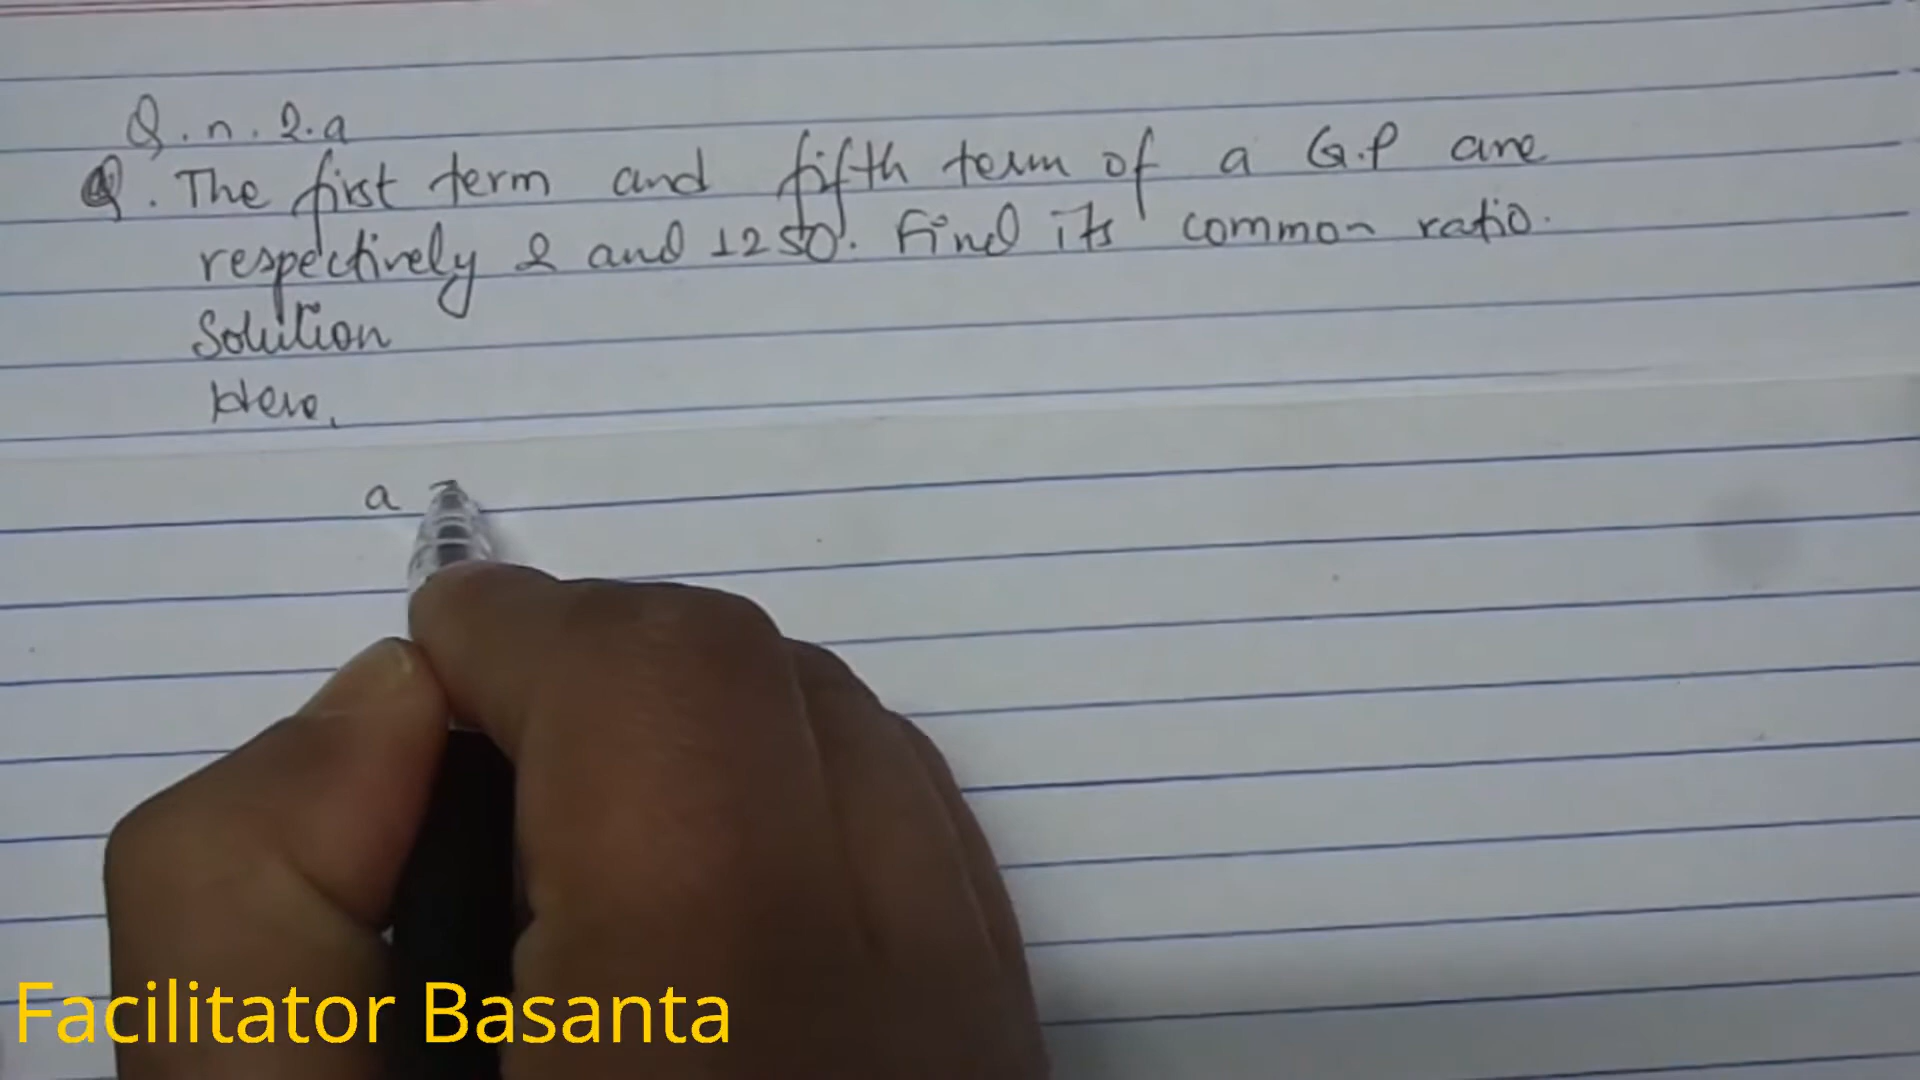 Q.n.2.a
Q. The first term and fifth term of a G.P are
respectively 2 and 1250. Find its common ratio.
Solution
Here,
a =
Facilitator Basanta